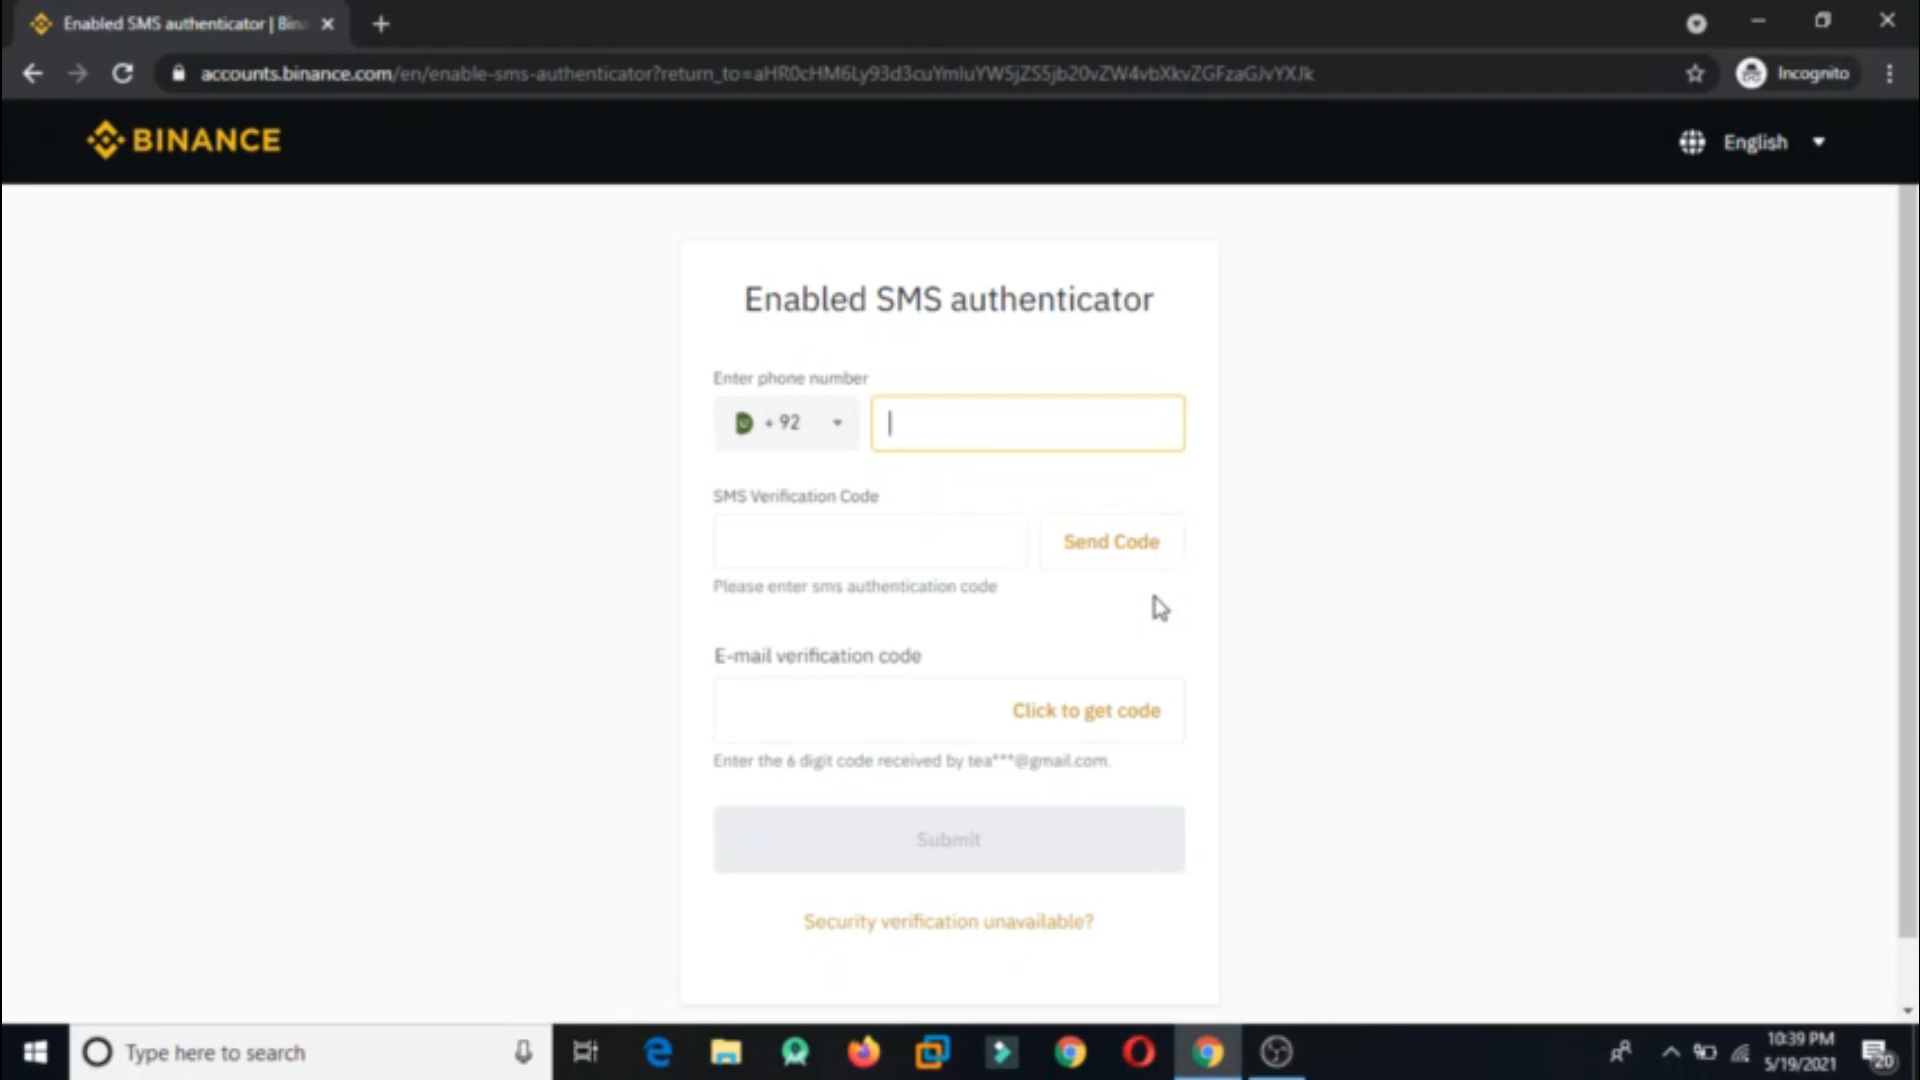 Enabled SMS authenticator | Bin
accounts.binance.com/en/enable-sms-authenticator?return_to=aHR0cHM6Ly93d3cuYmluYW5jZS5jb20vZW4vbXkvZGFzaGJvYXJk
Incognito
BINANCE
English
Enabled SMS authenticator
Enter phone number
+ 92
SMS Verification Code
Send Code
Please enter sms authentication code
E-mail verification code
Click to get code
Enter the 6 digit code received by tea***@gmail.com.
Submit
Security verification unavailable?
Type here to search
10:39 PM
5/19/2021
20